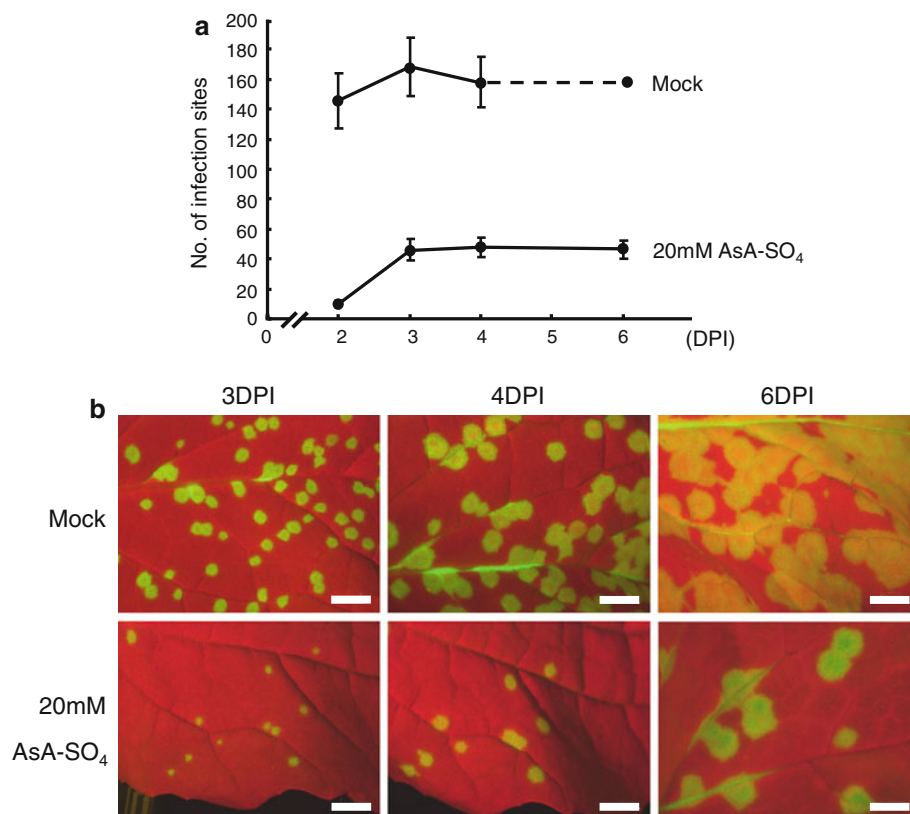 a
No. of infection sites
200
180
160
140
120
100
80
60
40
20
0
0 2 3 4 5 6 (DPI)
Mock
20mM AsA-SO₄
b
3DPI 4DPI 6DPI
Mock
20mM
AsA-SO₄